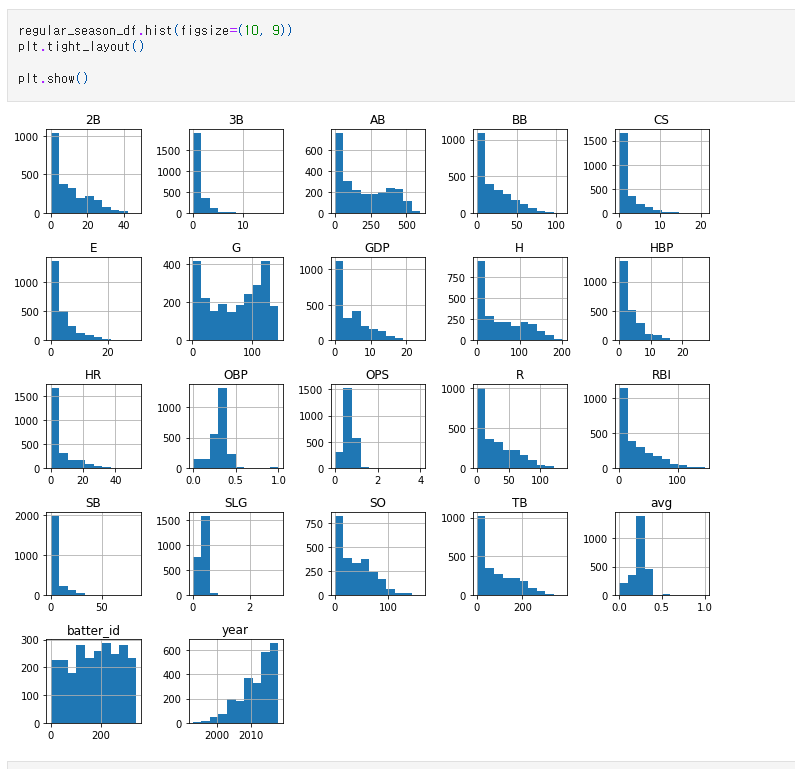 regular_season_df.hist(figsize=(10, 9))
plt.tight_layout()
plt.show()
2B 3B AB BB CS
1000 500 0 0 20 40
1500 1000 500 0 0 10
600 400 200 0 0 250 500
1000 500 0 0 50 100
1500 1000 500 0 0 10 20
E G GDP H HBP
1000 500 0 0 20
400 200 0 0 100
1000 500 0 0 10 20
750 500 250 0 0 100 200
1000 500 0 0 10 20
HR OBP OPS R RBI
1500 1000 500 0 0 20 40
1000 500 0 0.0 0.5 1.0
1500 1000 500 0 0 2 4
1000 500 0 0 50 100
1000 500 0 0 100
SB SLG SO TB avg
2000 1000 0 0 50
1500 1000 500 0 0 2
750 500 250 0 0 100
1000 500 0 0 200
1000 500 0 0.0 0.5 1.0
batter_id year
300 200 100 0 0 200
600 400 200 0 2000 2010